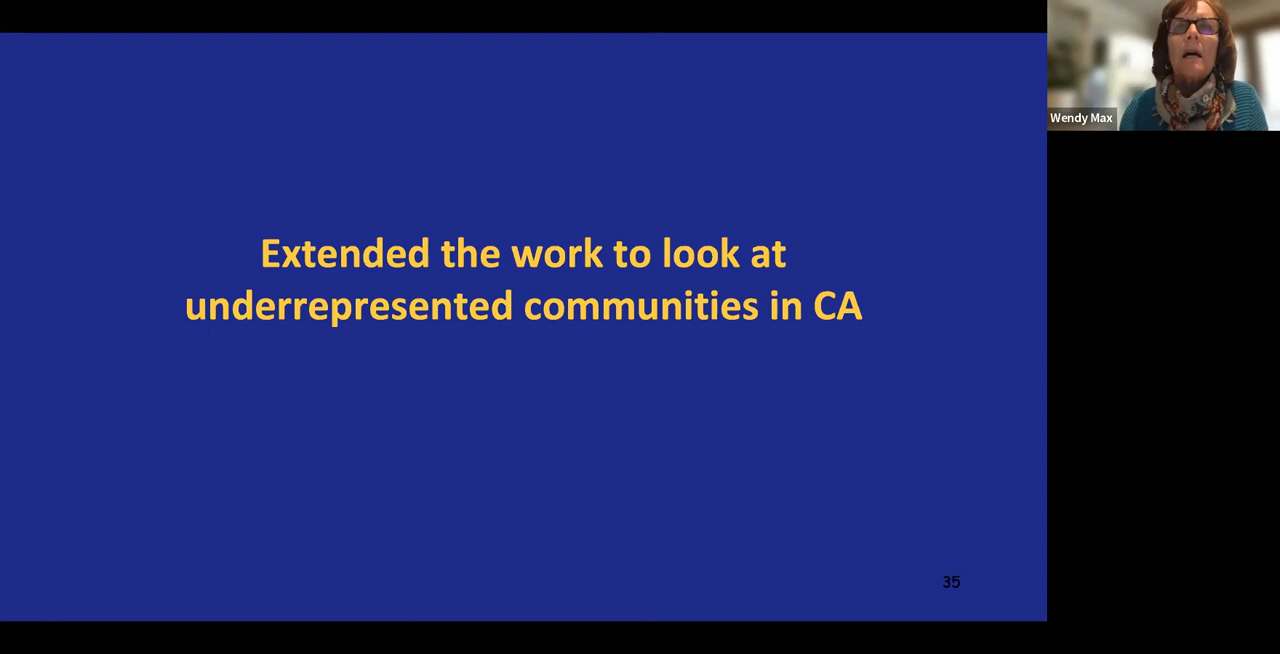 Wendy Max
Extended the work to look at
underrepresented communities in CA
35